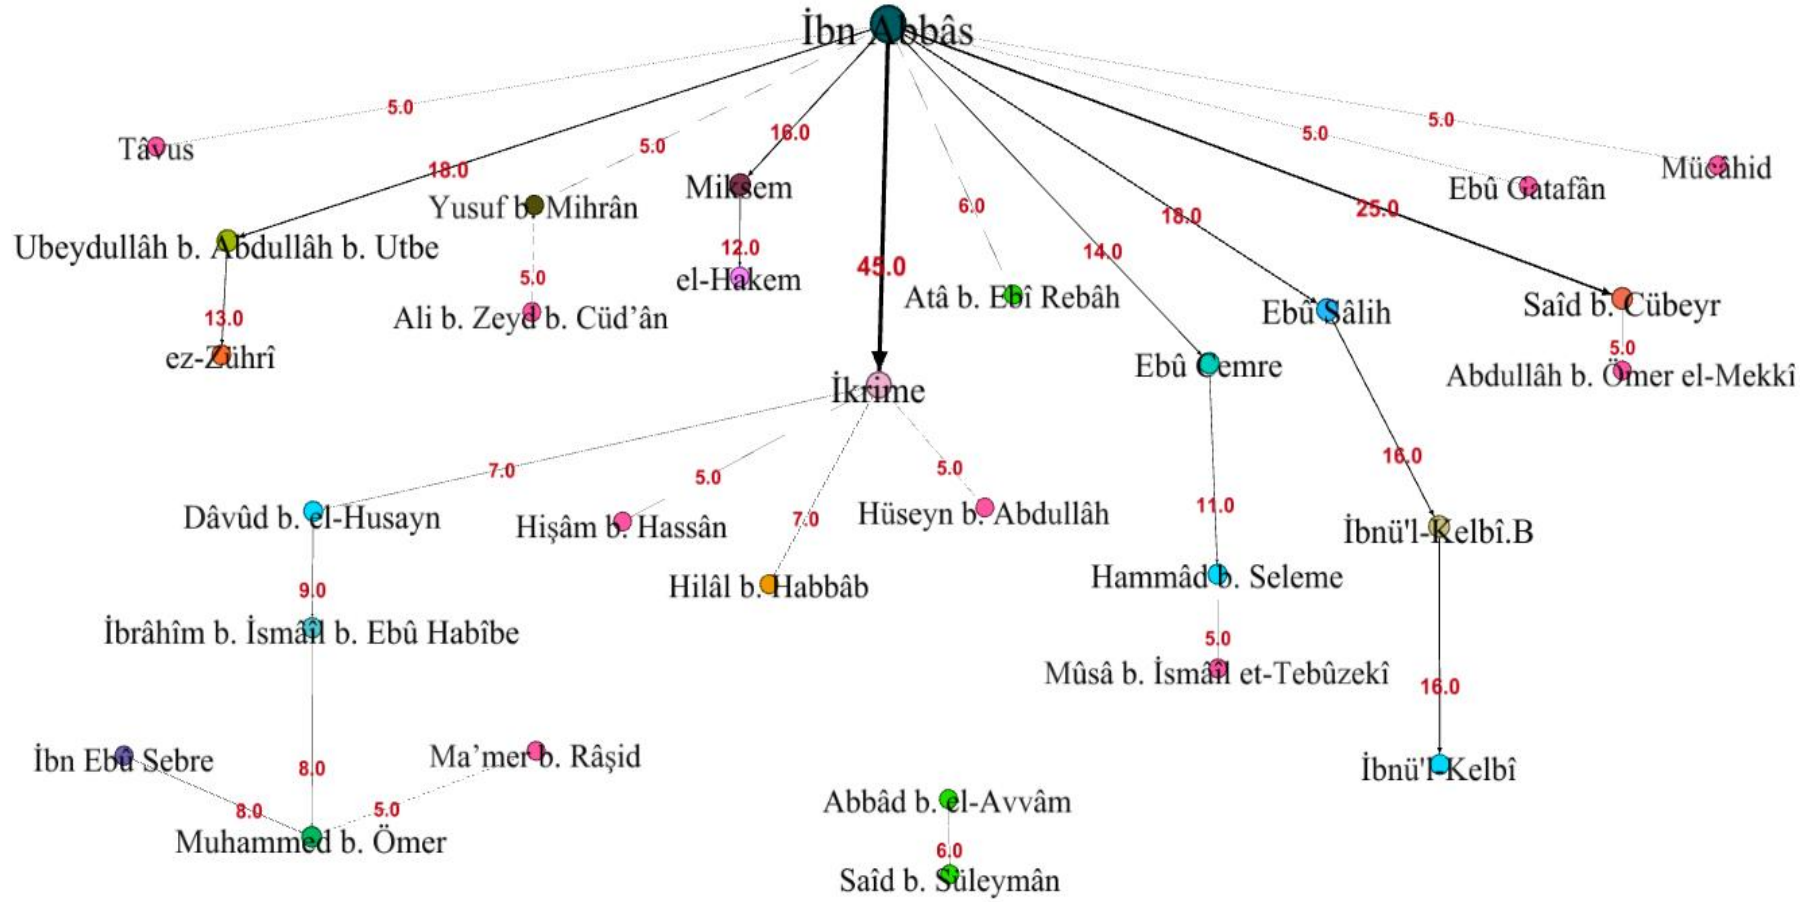 İbn Abbâs
5.0
5.0
5.0
16.0
5.0
Tâvus
18.0
Mücâhid
Miksem
Ebû Gatafân
Yusuf b. Mihrân
6.0
18.0
25.0
Ubeydullâh b. Abdullâh b. Utbe
12.0
14.0
45.0
5.0
el-Hakem
Atâ b. Ebî Rebâh
Ebû Sâlih
Saîd b. Cübeyr
13.0
Ali b. Zeyd b. Cüd’ân
5.0
ez-Zührî
Ebû Cemre
Abdullâh b. Ömer el-Mekkî
İkrime
16.0
7.0
5.0
5.0
11.0
Dâvûd b. el-Husayn
Hişâm b. Hassân
7.0
Hüseyn b. Abdullâh
İbnü'l-Kelbî.B
9.0
Hilâl b. Habbâb
Hammâd b. Seleme
İbrâhîm b. İsmâîl b. Ebû Habîbe
5.0
Mûsâ b. İsmâîl et-Tebûzekî
16.0
İbn Ebû Sebre
8.0
Ma’mer b. Râşid
İbnü'l-Kelbî
8.0
5.0
Abbâd b. el-Avvâm
Muhammed b. Ömer
6.0
Saîd b. Süleymân